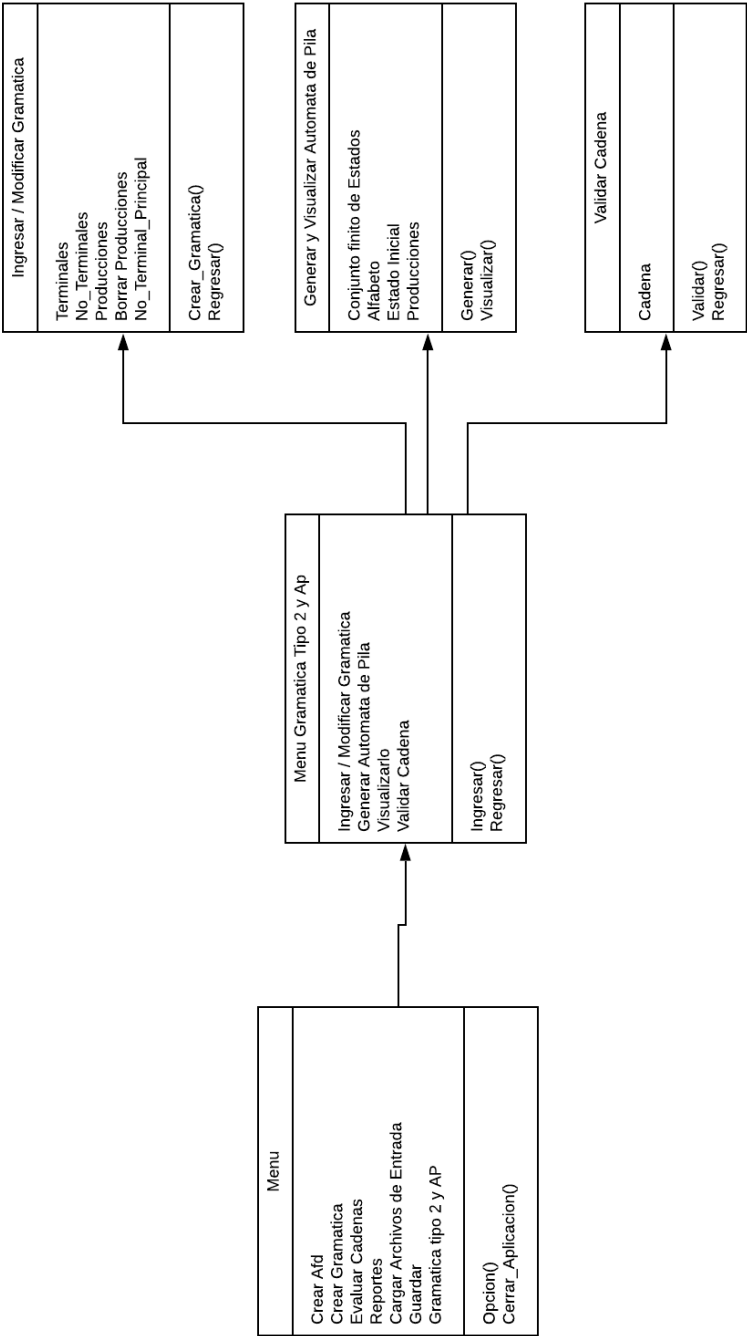 Menu
Crear Afd
Crear Gramatica
Evaluar Cadenas
Reportes
Cargar Archivos de Entrada
Guardar
Gramatica tipo 2 y AP
Opcion()
Cerrar_Aplicacion()
Menu Gramatica Tipo 2 y Ap
Ingresar / Modificar Gramatica
Generar Automata de Pila
Visualizarlo
Validar Cadena
Ingresar()
Regresar()
Ingresar / Modificar Gramatica
Terminales
No_Terminales
Producciones
Borrar Producciones
No_Terminal_Principal
Crear_Gramatica()
Regresar()
Generar y Visualizar Automata de Pila
Conjunto finito de Estados
Alfabeto
Estado Inicial
Producciones
Generar()
Visualizar()
Validar Cadena
Cadena
Validar()
Regresar()